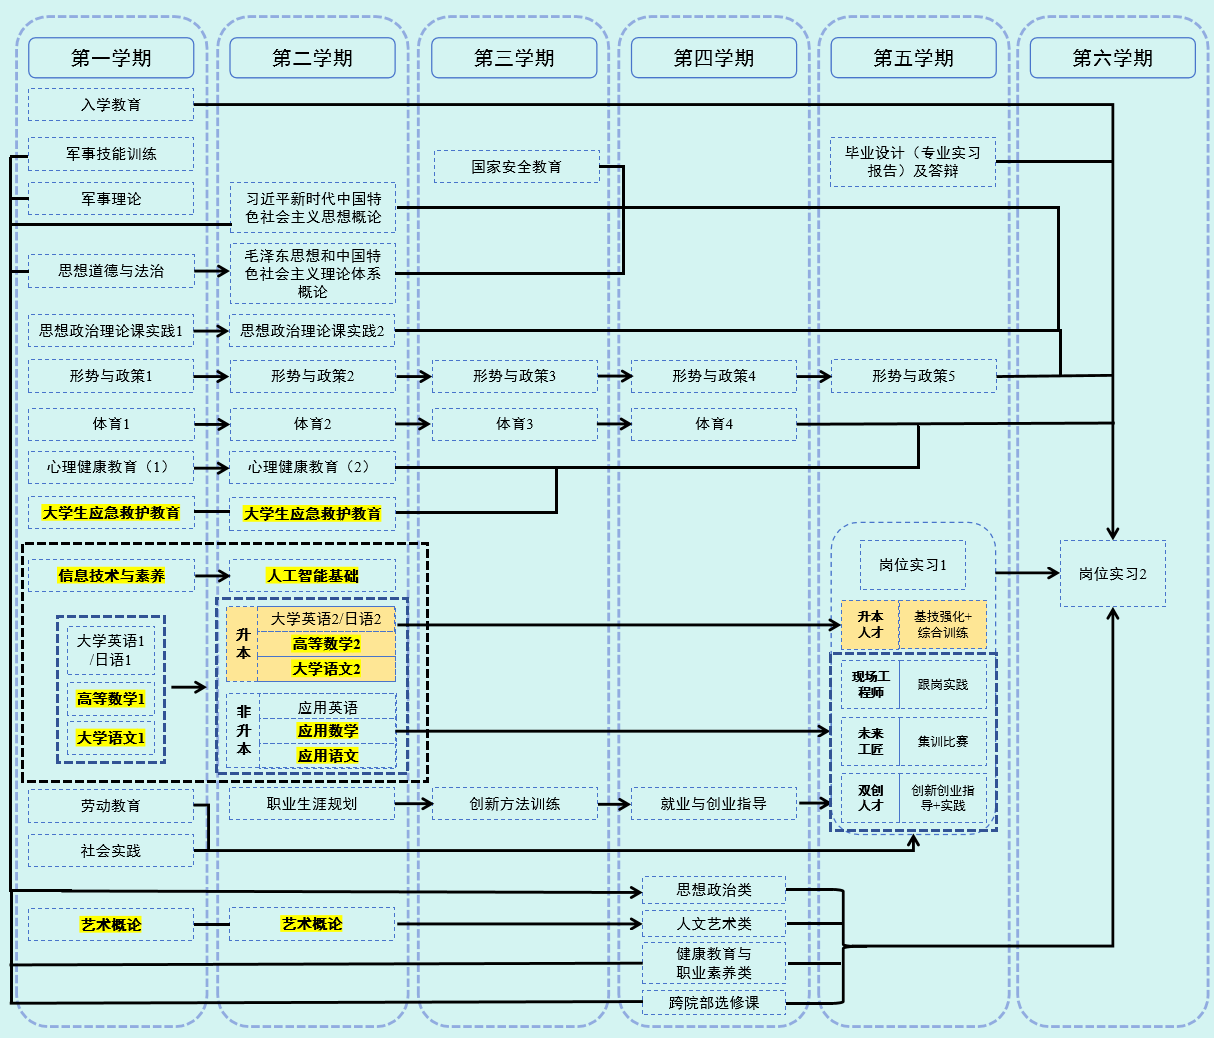 第一学期
第二学期
第三学期
第四学期
第五学期
第六学期
入学教育
军事技能训练
国家安全教育
毕业设计（专业实习
报告）及答辩
军事理论
习近平新时代中国特
色社会主义思想概论
思想道德与法治
毛泽东思想和中国特
色社会主义理论体系
概论
思想政治理论课实践1
思想政治理论课实践2
形势与政策1
形势与政策2
形势与政策3
形势与政策4
形势与政策5
体育1
体育2
体育3
体育4
心理健康教育（1）
心理健康教育（2）
大学生应急救护教育
大学生应急救护教育
信息技术与素养
人工智能基础
岗位实习1
岗位实习2
大学英语1
/日语1
高等数学1
大学语文1
升
本
大学英语2/日语2
高等数学2
大学语文2
非
升
本
应用英语
应用数学
应用语文
升本
人才
基技强化+
综合训练
现场工
程师
跟岗实践
未来
工匠
集训比赛
双创
人才
创新创业指
导+实践
劳动教育
职业生涯规划
创新方法训练
就业与创业指导
社会实践
思想政治类
艺术概论
艺术概论
人文艺术类
健康教育与
职业素养类
跨院部选修课